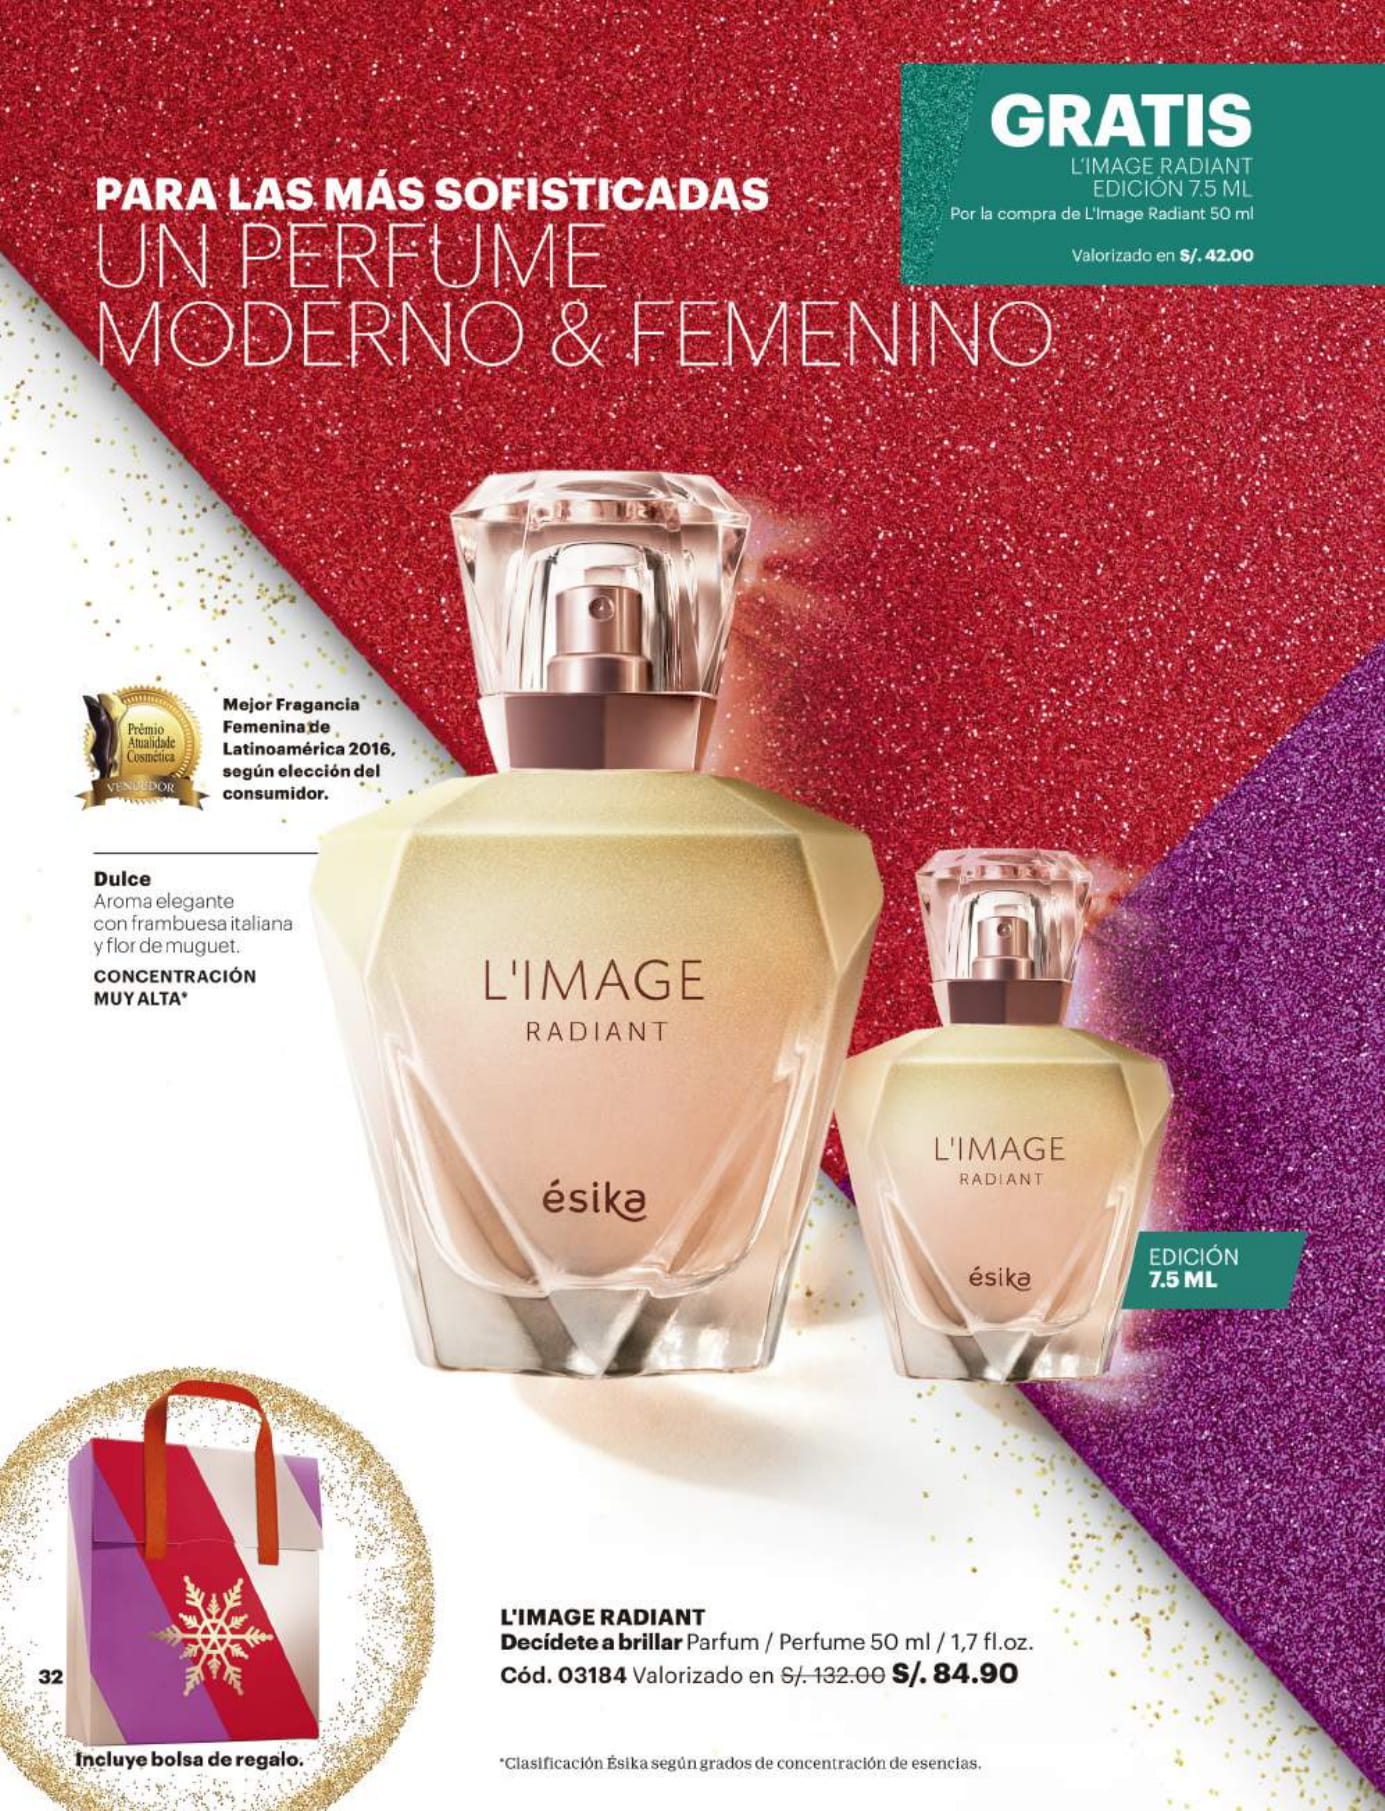 GRATIS
L'IMAGE RADIANT
EDICIÓN 7.5 ML
Por la compra de L'Image Radiant 50 ml
Valorizado en S/. 42.00
PARA LAS MÁS SOFISTICADAS
UN PERFUME
MODERNO & FEMENINO
Prêmio
Atualidade
Cosmética
VENCEDOR
Mejor Fragancia
Femenina de
Latinoamérica 2016,
según elección del
consumidor.
Dulce
Aroma elegante
con frambuesa italiana
y flor de muguet.
CONCENTRACIÓN
MUY ALTA*
L'IMAGE
RADIANT
ésika
L'IMAGE
RADIANT
ésika
EDICIÓN
7.5 ML
L'IMAGE RADIANT
Decídete a brillar Parfum / Perfume 50 ml / 1,7 fl.oz.
Cód. 03184 Valorizado en S/. 132.00 S/. 84.90
32
Incluye bolsa de regalo.
*Clasificación Ésika según grados de concentración de esencias.